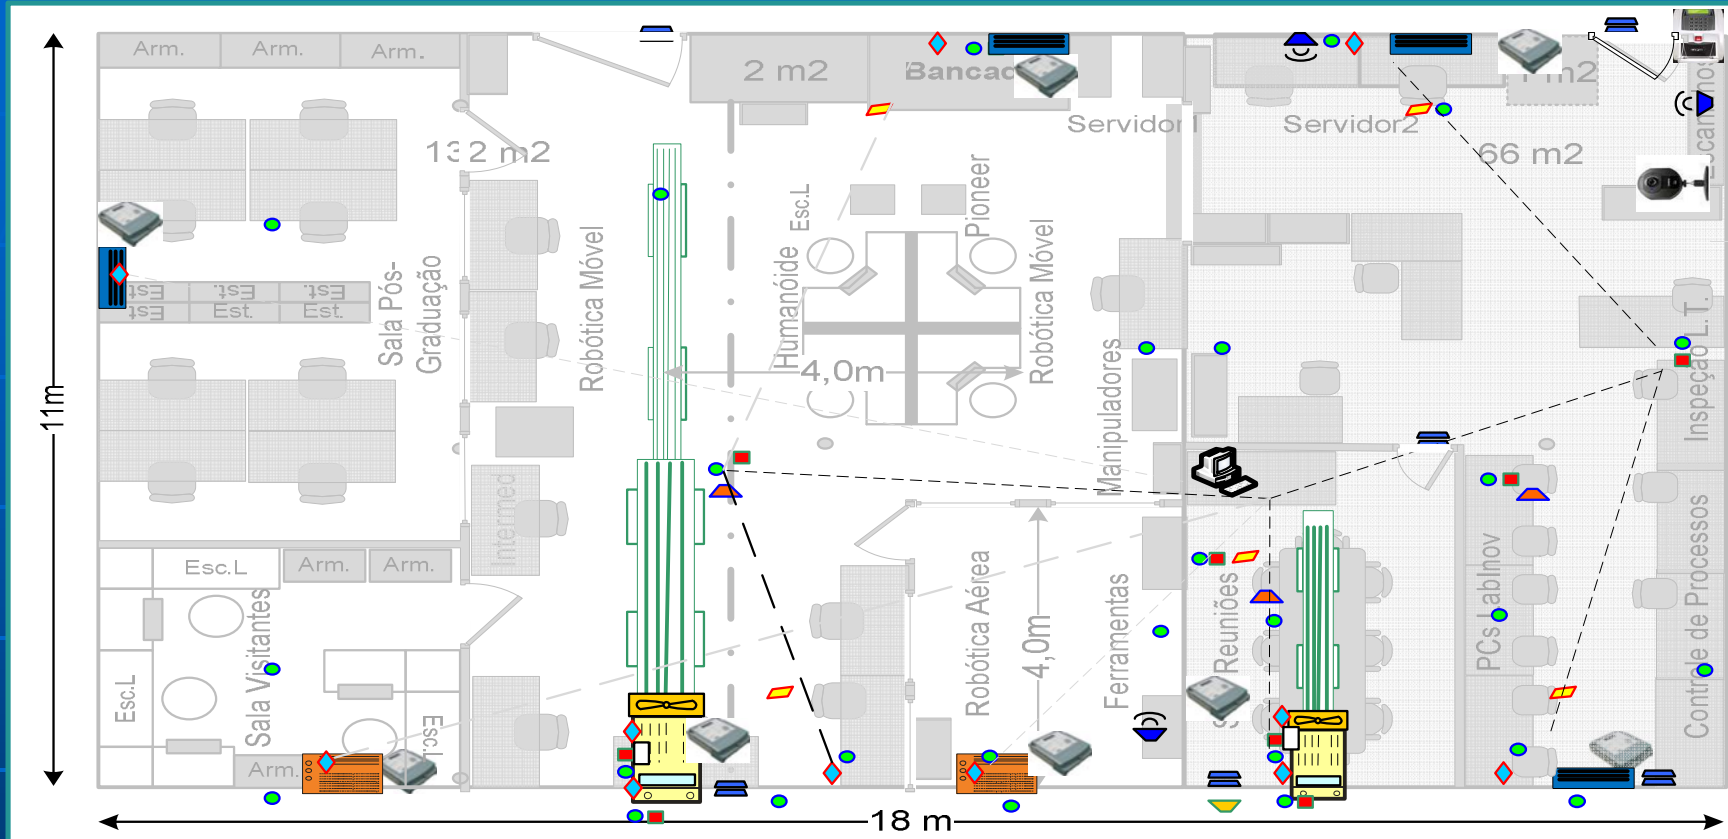 Arm.
Arm.
Arm.
2 m2
Bancad
m2
Servidor1
Servidor2
132 m2
66 m2
Escaninhos
Esc.L
Pioneer
Humanóide
Robótica Móvel
Robótica Móvel
Sala Pós-
Graduação
Est.
Est.
Est.
Est.
Est.
Est.
4,0m
Manipuladores
Inspeção L. T.
11m
Intermed
Esc.L
Arm.
Arm.
Sala Visitantes
Esc.L
Esc.L
Arm.
Robótica Aérea
4,0m
Ferramentas
Reuniões
PCs LabInov
Controle de Processos
18 m